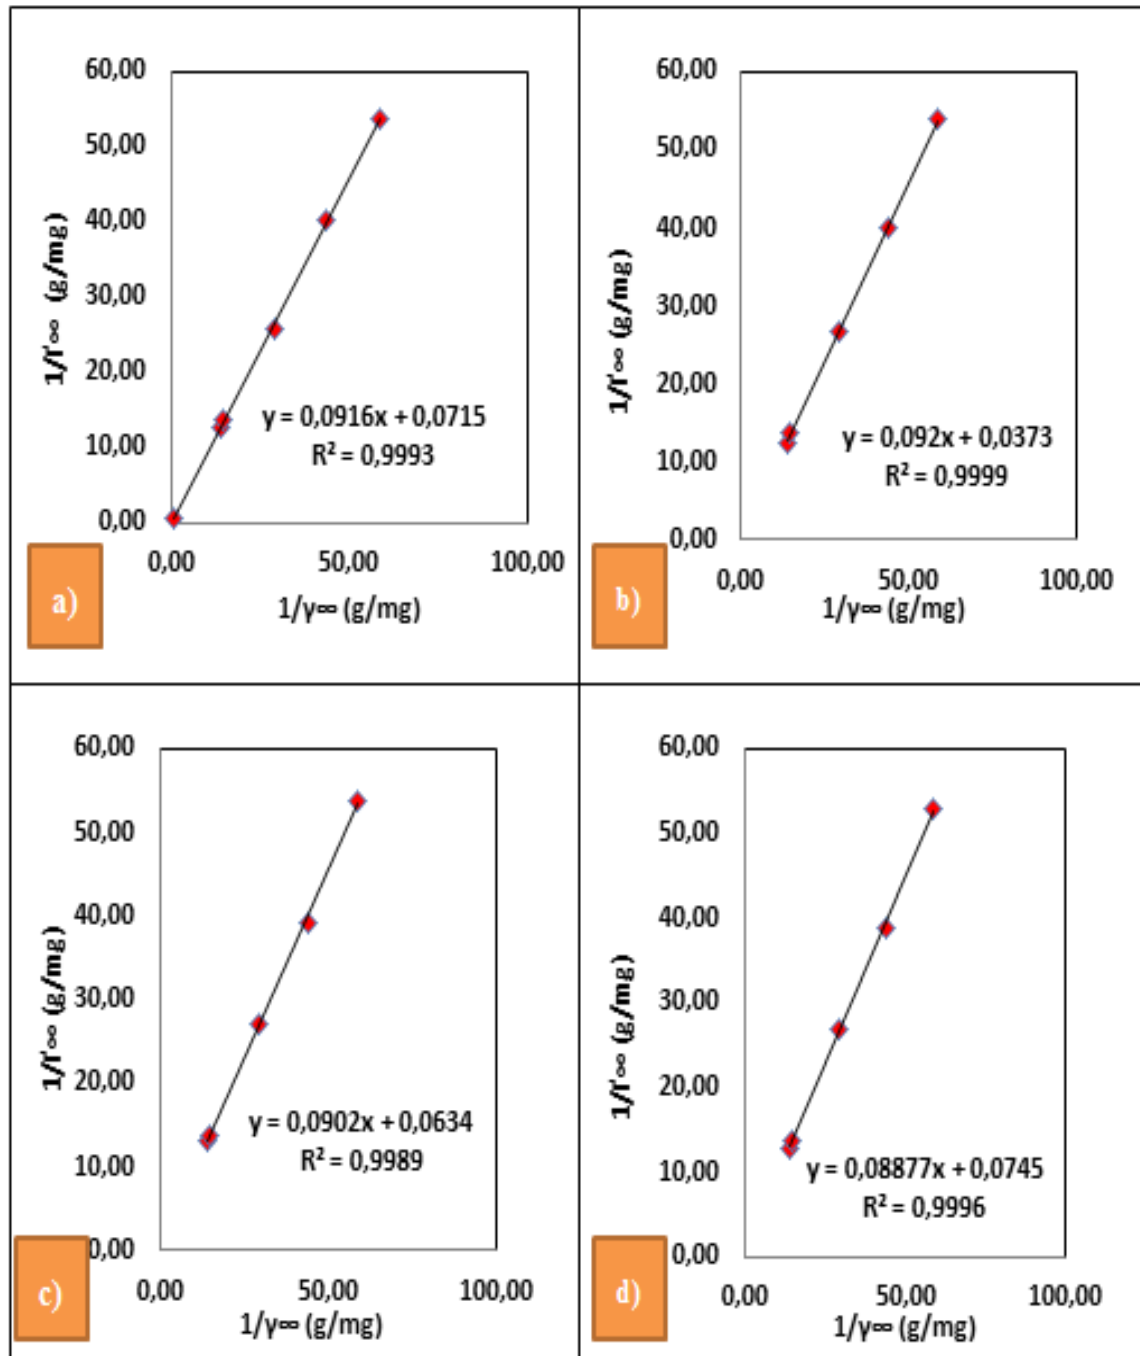 60,00
50,00
40,00
30,00
20,00
10,00
0,00
1/Γ∞ (g/mg)
y = 0,0916x + 0,0715
R² = 0,9993
0,00 50,00 100,00
1/γ∞ (g/mg)
a)
60,00
50,00
40,00
30,00
20,00
10,00
0,00
1/Γ∞ (g/mg)
y = 0,092x + 0,0373
R² = 0,9999
0,00 50,00 100,00
1/γ∞ (g/mg)
b)
60,00
50,00
40,00
30,00
20,00
10,00
0,00
1/Γ∞ (g/mg)
y = 0,0902x + 0,0634
R² = 0,9989
0,00 50,00 100,00
1/γ∞ (g/mg)
c)
60,00
50,00
40,00
30,00
20,00
10,00
0,00
1/Γ∞ (g/mg)
y = 0,08877x + 0,0745
R² = 0,9996
0,00 50,00 100,00
1/γ∞ (g/mg)
d)